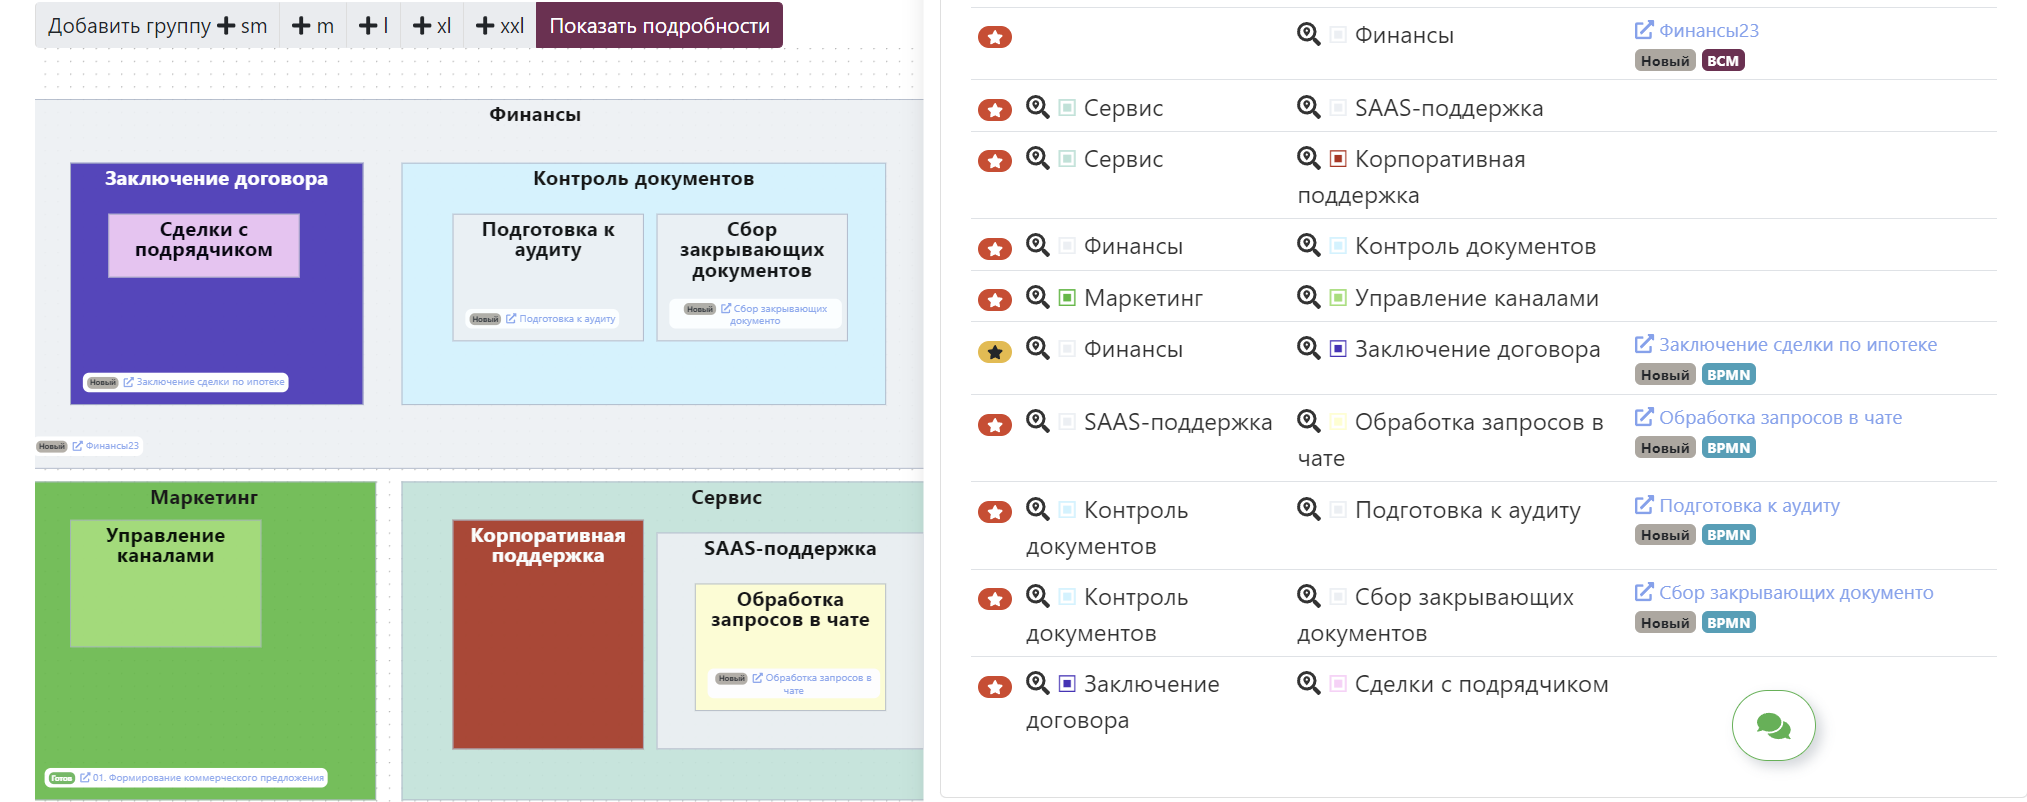 Добавить группу + sm + m + l + xl + xxl Показать подробности
Финансы
Заключение договора
Сделки с
подрядчиком
Новый Заключение сделки по ипотеке
Контроль документов
Подготовка к
аудиту
Новый Подготовка к аудиту
Сбор
закрывающих
документов
Новый Сбор закрывающих
документо
Новый Финансы23
Маркетинг
Управление
каналами
Готов 01. Формирование коммерческого предложения
Сервис
Корпоративная
поддержка
SAAS-поддержка
Обработка
запросов в чате
Новый Обработка запросов в
чате
Финансы Финансы23
Новый BCM
Сервис SAAS-поддержка
Сервис Корпоративная
поддержка
Финансы Контроль документов
Маркетинг Управление каналами
Финансы Заключение договора Заключение сделки по ипотеке
Новый BPMN
SAAS-поддержка Обработка запросов в Обработка запросов в чате
чате Новый BPMN
Контроль Подготовка к аудиту Подготовка к аудиту
документов Новый BPMN
Контроль Сбор закрывающих Сбор закрывающих документо
документов документов Новый BPMN
Заключение Сделки с подрядчиком
договора